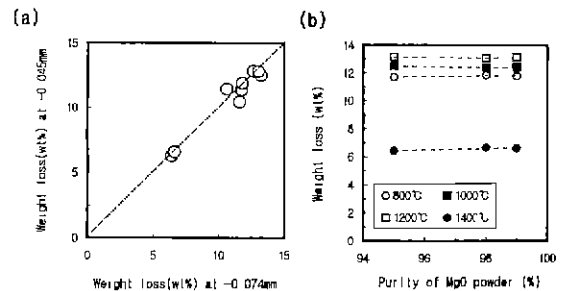 (a)
15
10
5
0
0 5 10 15
Weight loss(wt%) at -0.045mm
Weight loss(wt%) at -0.074mm
(b)
14
12
10
8
6
4
2
0
94 96 98 100
Weight loss (wt%)
800℃ 1000℃
1200℃ 1400℃
Purity of MgO powder (%)